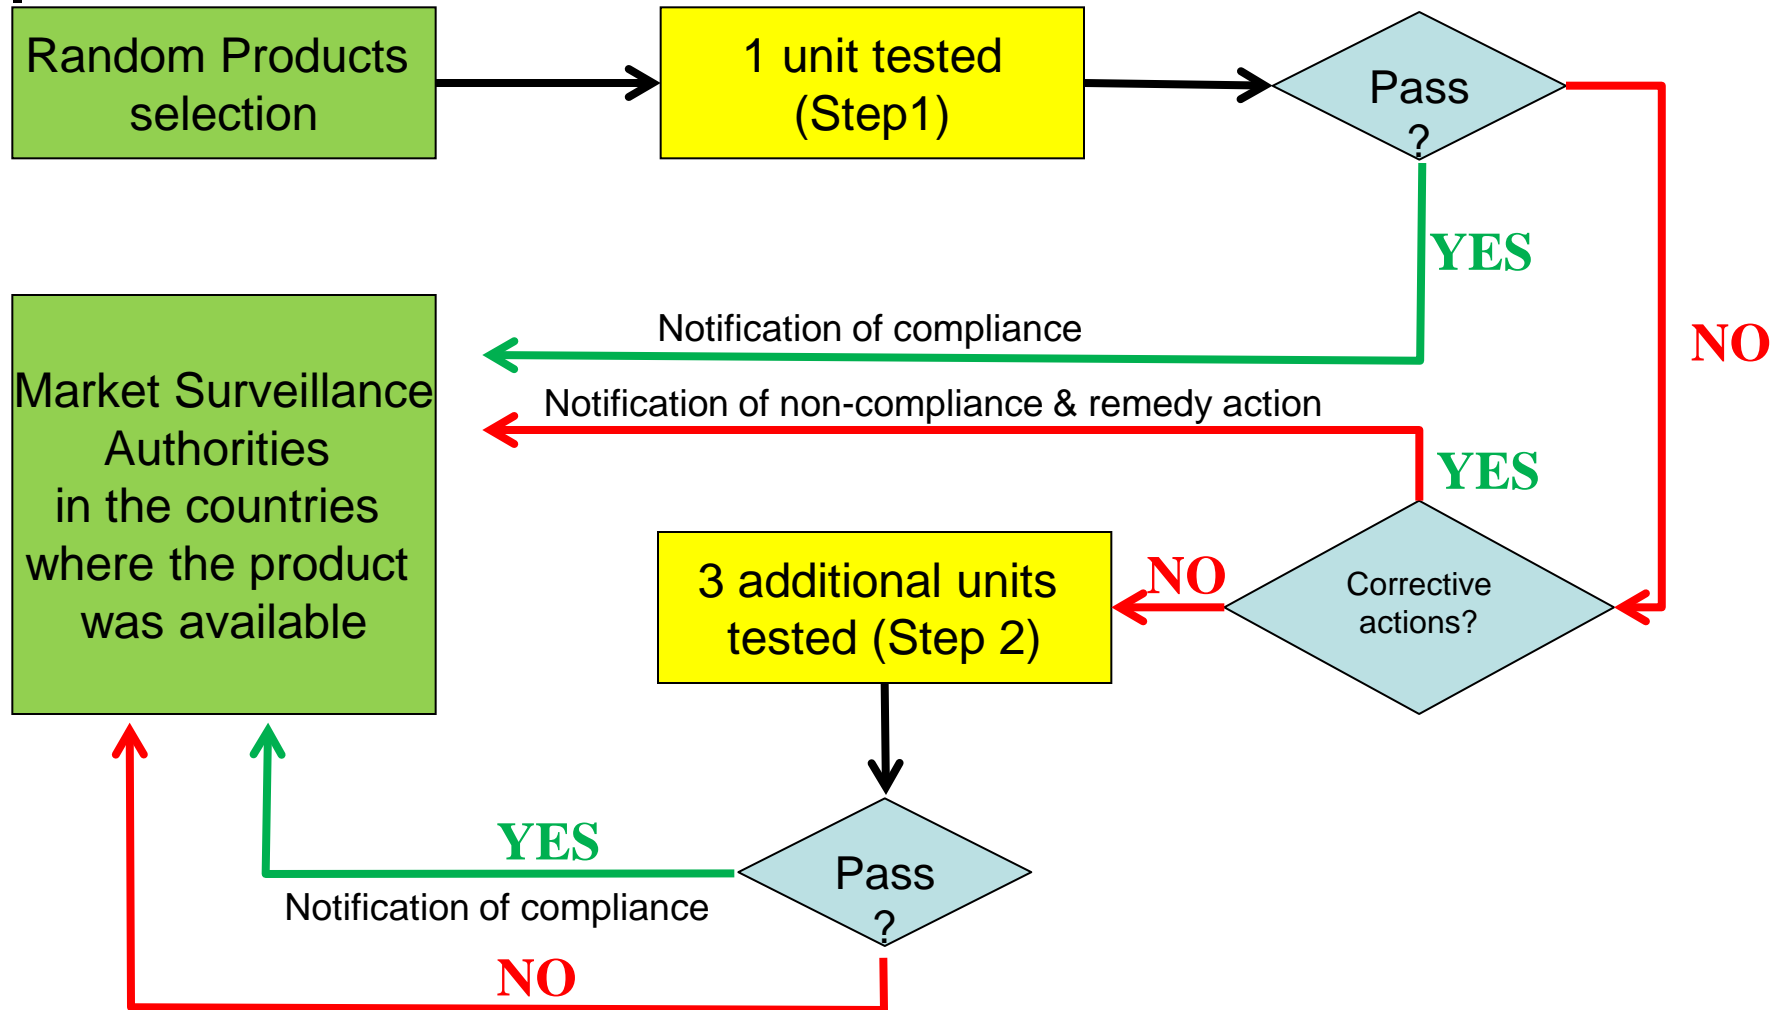 Random Products
selection
1 unit tested
(Step1)
Pass
?
YES
NO
Notification of compliance
Market Surveillance
Authorities
in the countries
where the product
was available
Notification of non-compliance & remedy action
YES
Corrective
actions?
NO
3 additional units
tested (Step 2)
Pass
?
YES
Notification of compliance
NO